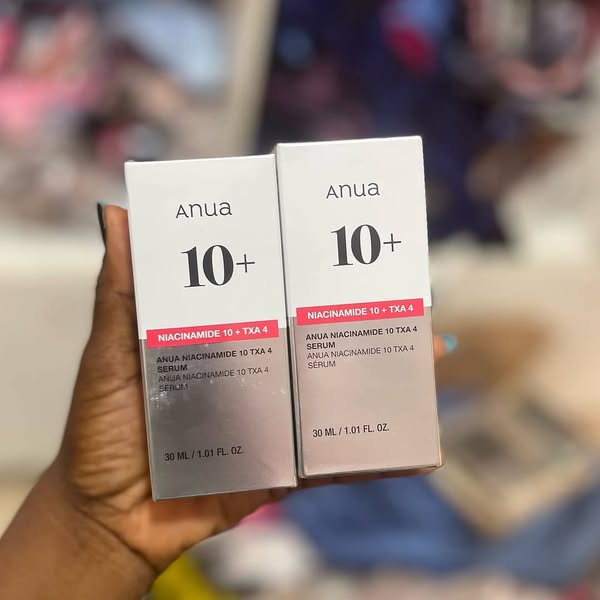 Anua
10+
NIACINAMIDE 10 + TXA 4
ANUA NIACINAMIDE 10 TXA 4
SERUM
ANUA NIACINAMIDE 10 TXA 4
SÉRUM
30 ML / 1.01 FL. OZ.
Anua
10+
NIACINAMIDE 10 + TXA 4
ANUA NIACINAMIDE 10 TXA 4
SERUM
ANUA NIACINAMIDE 10 TXA 4
SÉRUM
30 ML / 1.01 FL. OZ.